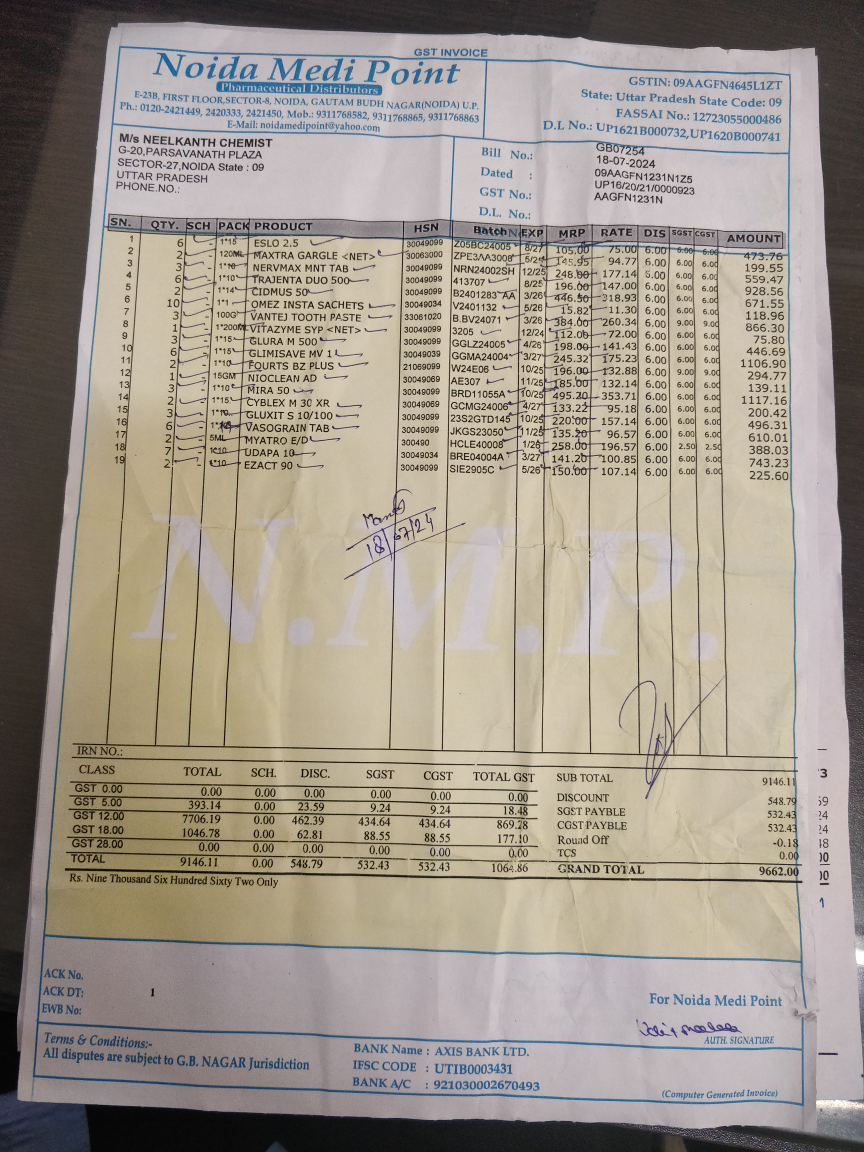 GST INVOICE
Noida Medi Point
Pharmaceutical Distributors
E-23B, FIRST FLOOR,SECTOR-8, NOIDA, GAUTAM BUDH NAGAR(NOIDA) U.P.
Ph.: 0120-2421449, 2420333, 2421450, Mob.: 9311768582, 9311768865, 9311768863
E-Mail: noidamedipoint@yahoo.com
GSTIN: 09AAGFN4645L1ZT
State: Uttar Pradesh State Code: 09
FASSAI No.: 12723055000486
D.L No.: UP1621B000732,UP1620B000741
M/s NEELKANTH CHEMIST
G-20,PARSAVANATH PLAZA
SECTOR-27,NOIDA State : 09
UTTAR PRADESH
PHONE.NO.:
Bill No.: GB07254
Dated : 18-07-2024
GST No.: 09AAGFN1231N1Z5
D.L. No.: UP16/20/21/0000923
AAGFN1231N
SN. QTY. SCH PACK PRODUCT HSN Batch EXP MRP RATE DIS SGST CGST AMOUNT
1 6 - 1*15 ESLO 2.5 30049099 Z05BC24005 8/27 105.00 75.00 6.00 6.00 6.00 473.76
2 2 - 120ML MAXTRA GARGLE <NET> 30063000 ZPE3AA3008 145.95 94.77 6.00 6.00 6.00 199.55
3 3 - 1*10 NERVMAX MNT TAB 30049099 NRN24002SH 12/25 248.00 177.14 6.00 6.00 6.00 559.47
4 6 - 1*10 TRAJENTA DUO 500 30049099 413707 8/25 196.00 147.00 6.00 6.00 6.00 928.56
5 2 - 1*14 CIDMUS 50 30049099 B2401283 AA 3/26 446.50 318.93 6.00 6.00 6.00 671.55
6 10 - 1*1 OMEZ INSTA SACHETS 30049034 V2401132 5/26 15.82 11.30 6.00 6.00 6.00 118.96
7 3 - 100G VANTEJ TOOTH PASTE 33061020 B.BV24071 3/26 384.00 260.34 6.00 9.00 9.00 866.30
8 1 - 1*200ML VITAZYME SYP <NET> 30049099 3205 12/24 112.00 72.00 6.00 6.00 6.00 75.80
9 3 - 1*15 GLURA M 500 30049099 GGLZ24005 4/26 198.00 141.43 6.00 6.00 6.00 446.69
10 6 - 1*15 GLIMISAVE MV 1 30049039 GGMA24004 3/27 245.32 175.23 6.00 6.00 6.00 1106.90
11 2 - 1*10 FQURTS BZ PLUS 21069099 W24E06 10/25 196.00 132.88 6.00 9.00 9.00 294.77
12 1 - 15GM NIOCLEAN AD 30049069 AE307 11/25 185.00 132.14 6.00 6.00 6.00 139.11
13 3 - 1*10 MIRA 50 30049099 BRD11055A 10/25 495.20 353.71 6.00 6.00 6.00 1117.16
14 2 - 1*15 CYBLEX M 30 XR 30049069 GCMG24006 4/27 133.22 95.18 6.00 6.00 6.00 200.42
15 3 - 1*10 GLUXIT S 10/100 30049099 23S2GTD145 10/25 220.00 157.14 6.00 6.00 6.00 496.31
16 6 - 1*14 VASOGRAIN TAB 30049099 JKGS23050 11/25 135.20 96.57 6.00 6.00 6.00 610.01
17 2 - 5ML MYATRO E/D 300490 HCLE40008 1/26 258.00 196.57 6.00 2.50 2.50 388.03
18 7 - 1*10 UDAPA 10 30049034 BRE04004A 3/26 141.20 100.85 6.00 6.00 6.00 743.23
19 2 - 1*10 EZACT 90 30049099 SIE2905C 5/26 150.00 107.14 6.00 6.00 6.00 225.60
18/07/24
N.M.P.
IRN NO.:
CLASS TOTAL SCH. DISC. SGST CGST TOTAL GST
GST 0.00 0.00 0.00 0.00 0.00 0.00 0.00
GST 5.00 393.14 0.00 23.59 9.24 9.24 18.48
GST 12.00 7706.19 0.00 462.39 434.64 434.64 869.28
GST 18.00 1046.78 0.00 62.81 88.55 88.55 177.10
GST 28.00 0.00 0.00 0.00 0.00 0.00 0.00
TOTAL 9146.11 0.00 548.79 532.43 532.43 1064.86
Rs. Nine Thousand Six Hundred Sixty Two Only
SUB TOTAL 9146.11
DISCOUNT 548.79
SGST PAYBLE 532.43
CGST PAYBLE 532.43
Round Off -0.18
TCS 0.00
GRAND TOTAL 9662.00
ACK No.
ACK DT: 1
EWB No:
For Noida Medi Point
AUTH. SIGNATURE
Terms & Conditions:-
All disputes are subject to G.B. NAGAR Jurisdiction
BANK Name : AXIS BANK LTD.
IFSC CODE : UTIB0003431
BANK A/C : 921030002670493
(Computer Generated Invoice)